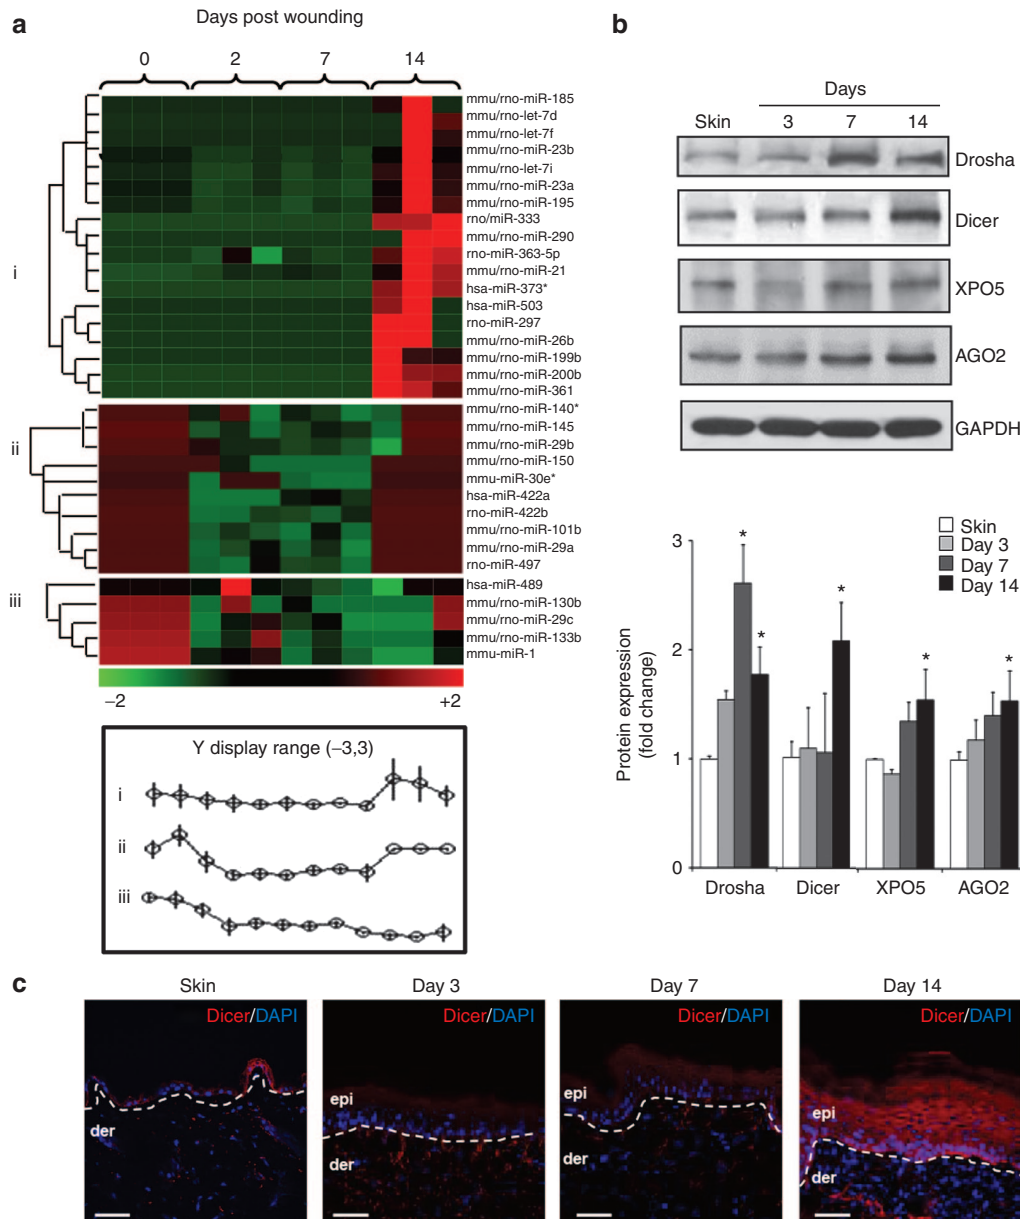 a
Days post wounding
0 2 7 14
mmu/rno-miR-185
mmu/rno-let-7d
mmu/rno-let-7f
mmu/rno-miR-23b
mmu/rno-let-7i
mmu/rno-miR-23a
mmu/rno-miR-195
rno/miR-333
mmu/rno-miR-290
rno-miR-363-5p
mmu/rno-miR-21
hsa-miR-373*
hsa-miR-503
rno-miR-297
mmu/rno-miR-26b
mmu/rno-miR-199b
mmu/rno-miR-200b
mmu/rno-miR-361
i
mmu/rno-miR-140*
mmu/rno-miR-145
mmu/rno-miR-29b
mmu/rno-miR-150
mmu-miR-30e*
hsa-miR-422a
rno-miR-422b
mmu/rno-miR-101b
mmu/rno-miR-29a
rno-miR-497
ii
hsa-miR-489
mmu/rno-miR-130b
mmu/rno-miR-29c
mmu/rno-miR-133b
mmu-miR-1
iii
−2 +2
Y display range (−3,3)
i
ii
iii
b
Days
Skin 3 7 14
Drosha
Dicer
XPO5
AGO2
GAPDH
Protein expression
(fold change)
3
2
1
0
Skin
Day 3
Day 7
Day 14
* * * * *
Drosha Dicer XPO5 AGO2
c
Skin Day 3 Day 7 Day 14
Dicer/DAPI Dicer/DAPI Dicer/DAPI Dicer/DAPI
epi epi epi
der der der der